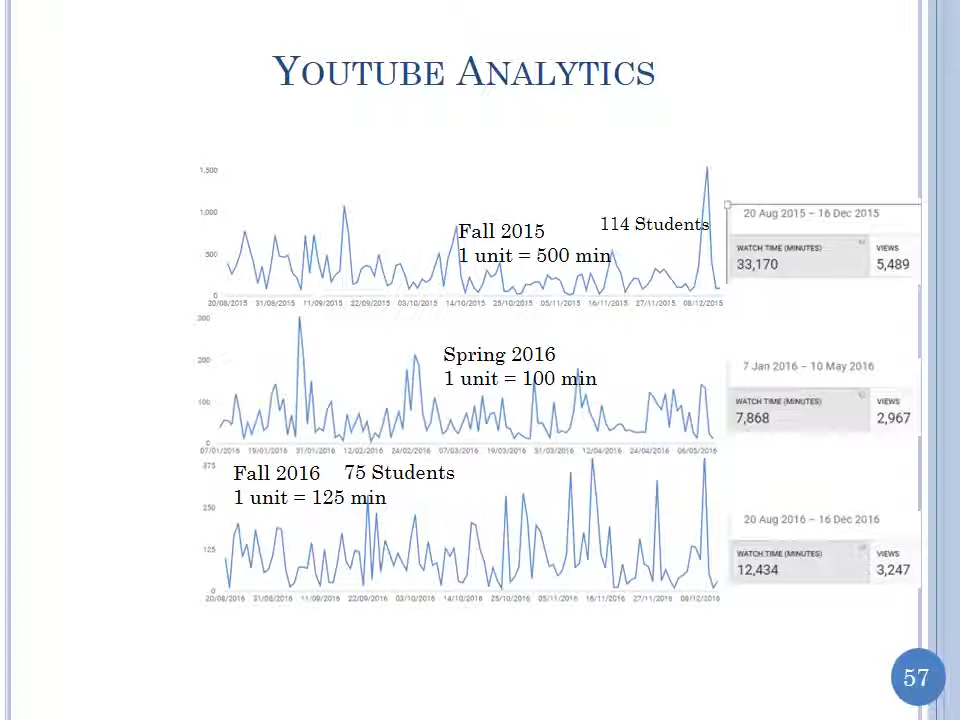 YOUTUBE ANALYTICS
1,500
1,000
500
0
Fall 2015
114 Students
1 unit = 500 min
20/08/2015 31/08/2015 11/09/2015 22/09/2015 03/10/2015 14/10/2015 25/10/2015 05/11/2015 16/11/2015 27/11/2015 08/12/2015
20 Aug 2015 – 16 Dec 2015
WATCH TIME (MINUTES) VIEWS
33,170 5,489
300
200
100
0
Spring 2016
1 unit = 100 min
07/01/2016 19/01/2016 31/01/2016 12/02/2016 24/02/2016 07/03/2016 19/03/2016 31/03/2016 12/04/2016 24/04/2016 06/05/2016
7 Jan 2016 – 10 May 2016
WATCH TIME (MINUTES) VIEWS
7,868 2,967
375
250
125
0
Fall 2016 75 Students
1 unit = 125 min
20/08/2016 31/08/2016 11/09/2016 22/09/2016 03/10/2016 14/10/2016 25/10/2016 05/11/2016 16/11/2016 27/11/2016 08/12/2016
20 Aug 2016 – 16 Dec 2016
WATCH TIME (MINUTES) VIEWS
12,434 3,247
57